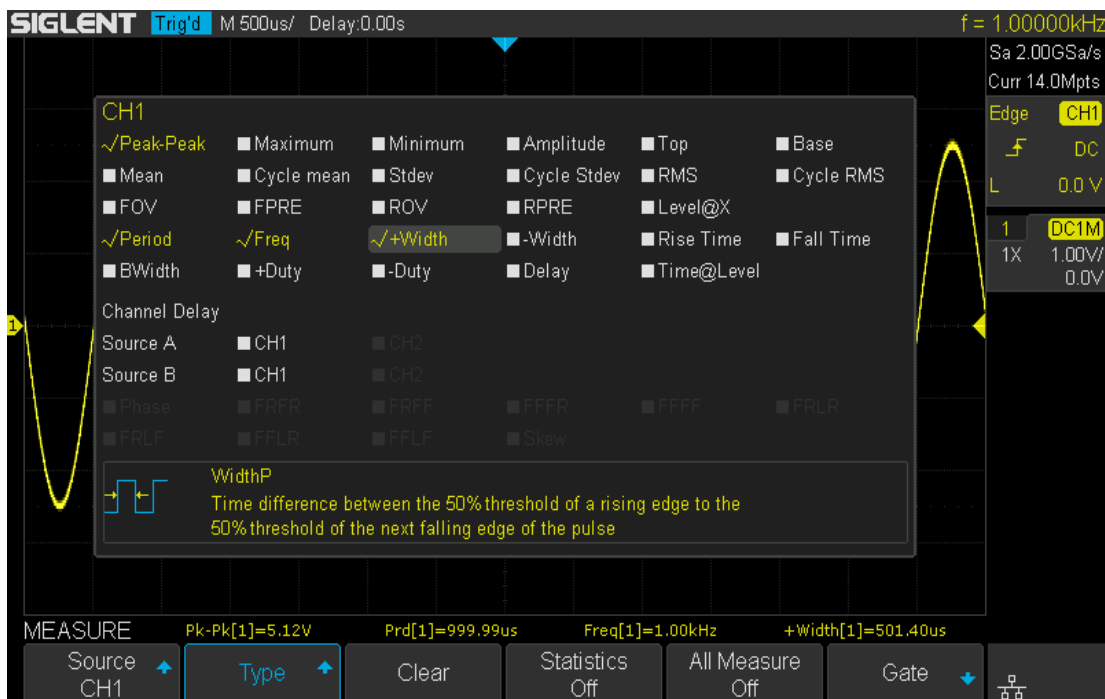 SIGLENT Trig'd M 500us/ Delay:0.00s f = 1.00000kHz
Sa 2.00GSa/s
Curr 14.0Mpts
CH1
Edge CH1
√Peak-Peak ■Maximum ■Minimum ■Amplitude ■Top ■Base
DC
■Mean ■Cycle mean ■Stdev ■Cycle Stdev ■RMS ■Cycle RMS
L 0.0 V
■FOV ■FPRE ■ROV ■RPRE ■Level@X
√Period √Freq √+Width ■-Width ■Rise Time ■Fall Time
1 DC1M
1X 1.00V/
0.0V
■BWidth ■+Duty ■-Duty ■Delay ■Time@Level
Channel Delay
1
Source A ■CH1 ■CH2
Source B ■CH1 ■CH2
■Phase ■FRFR ■FRFF ■FFFR ■FFFF ■FRLR
■FRLF ■FFLR ■FFLF ■Skew
WidthP
Time difference between the 50% threshold of a rising edge to the
50% threshold of the next falling edge of the pulse
MEASURE Pk-Pk[1]=5.12V Prd[1]=999.99us Freq[1]=1.00kHz +Width[1]=501.40us
Source CH1
Type
Clear
Statistics Off
All Measure Off
Gate